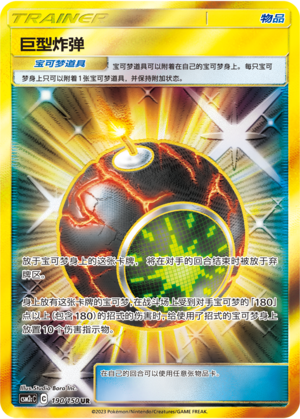 TRAINER
物品
巨型炸弹
宝可梦道具
宝可梦道具可以附着在自己的宝可梦身上。每只宝可
梦身上只可以附着1张宝可梦道具,并保持附加状态。
放于宝可梦身上的这张卡牌,将在对手的回合结束时被放于弃
牌区。
身上放有这张卡牌的宝可梦,在战斗场上受到对手宝可梦的「180」
点以上(包含180)的招式的伤害时,给使用了招式的宝可梦身上
放置10个伤害指示物。
Illus. Studio Bora Inc.
CSM2cC C 190/150 UR
在自己的回合可以使用任意张物品卡。
©Pokémon/Nintendo/Creatures/GAME FREAK.